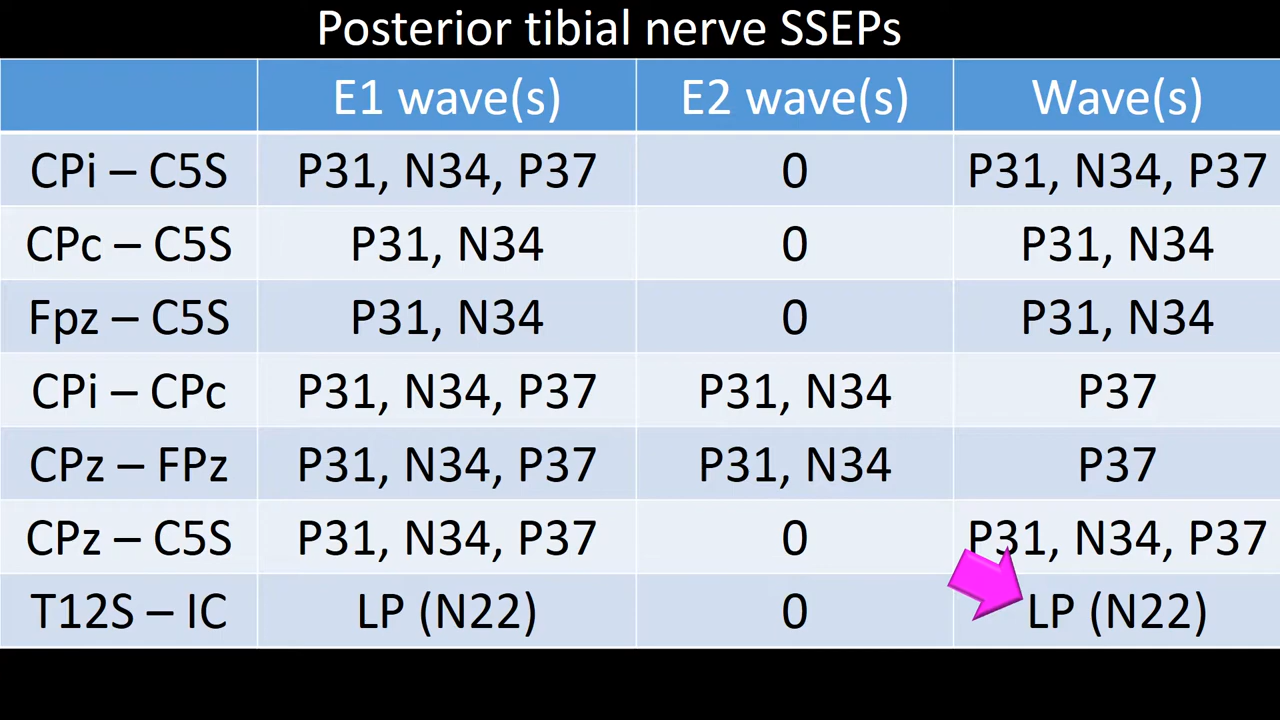 Posterior tibial nerve SSEPs
E1 wave(s) E2 wave(s) Wave(s)
CPi – C5S P31, N34, P37 0 P31, N34, P37
CPc – C5S P31, N34 0 P31, N34
Fpz – C5S P31, N34 0 P31, N34
CPi – CPc P31, N34, P37 P31, N34 P37
CPz – FPz P31, N34, P37 P31, N34 P37
CPz – C5S P31, N34, P37 0 P31, N34, P37
T12S – IC LP (N22) 0 LP (N22)